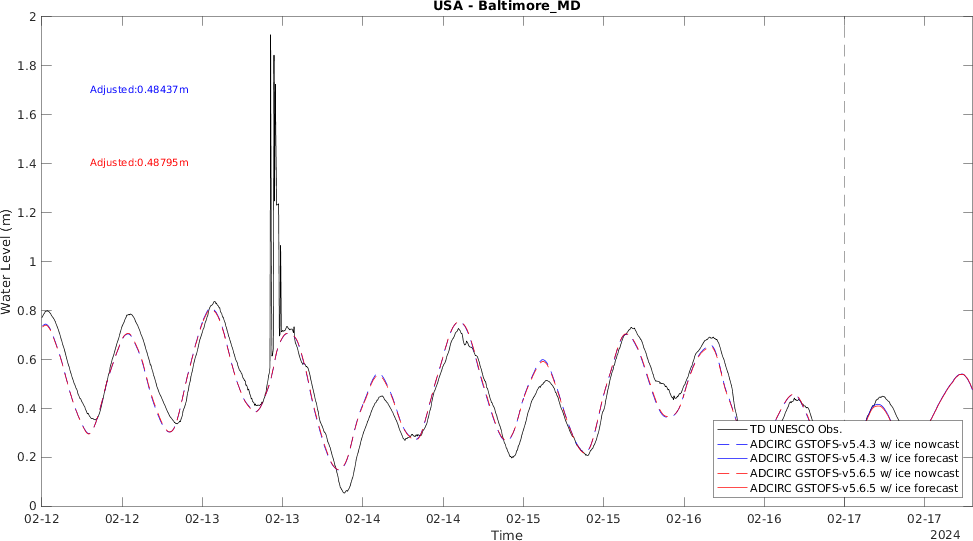 USA - Baltimore_MD
2
1.8
1.6
1.4
1.2
1
0.8
0.6
0.4
0.2
0
Water Level (m)
Adjusted:0.48437m
Adjusted:0.48795m
TD UNESCO Obs.
ADCIRC GSTOFS-v5.4.3 w/ ice nowcast
ADCIRC GSTOFS-v5.4.3 w/ ice forecast
ADCIRC GSTOFS-v5.6.5 w/ ice nowcast
ADCIRC GSTOFS-v5.6.5 w/ ice forecast
02-12 02-12 02-13 02-13 02-14 02-14 02-15 02-15 02-16 02-16 02-17 02-17
Time
2024